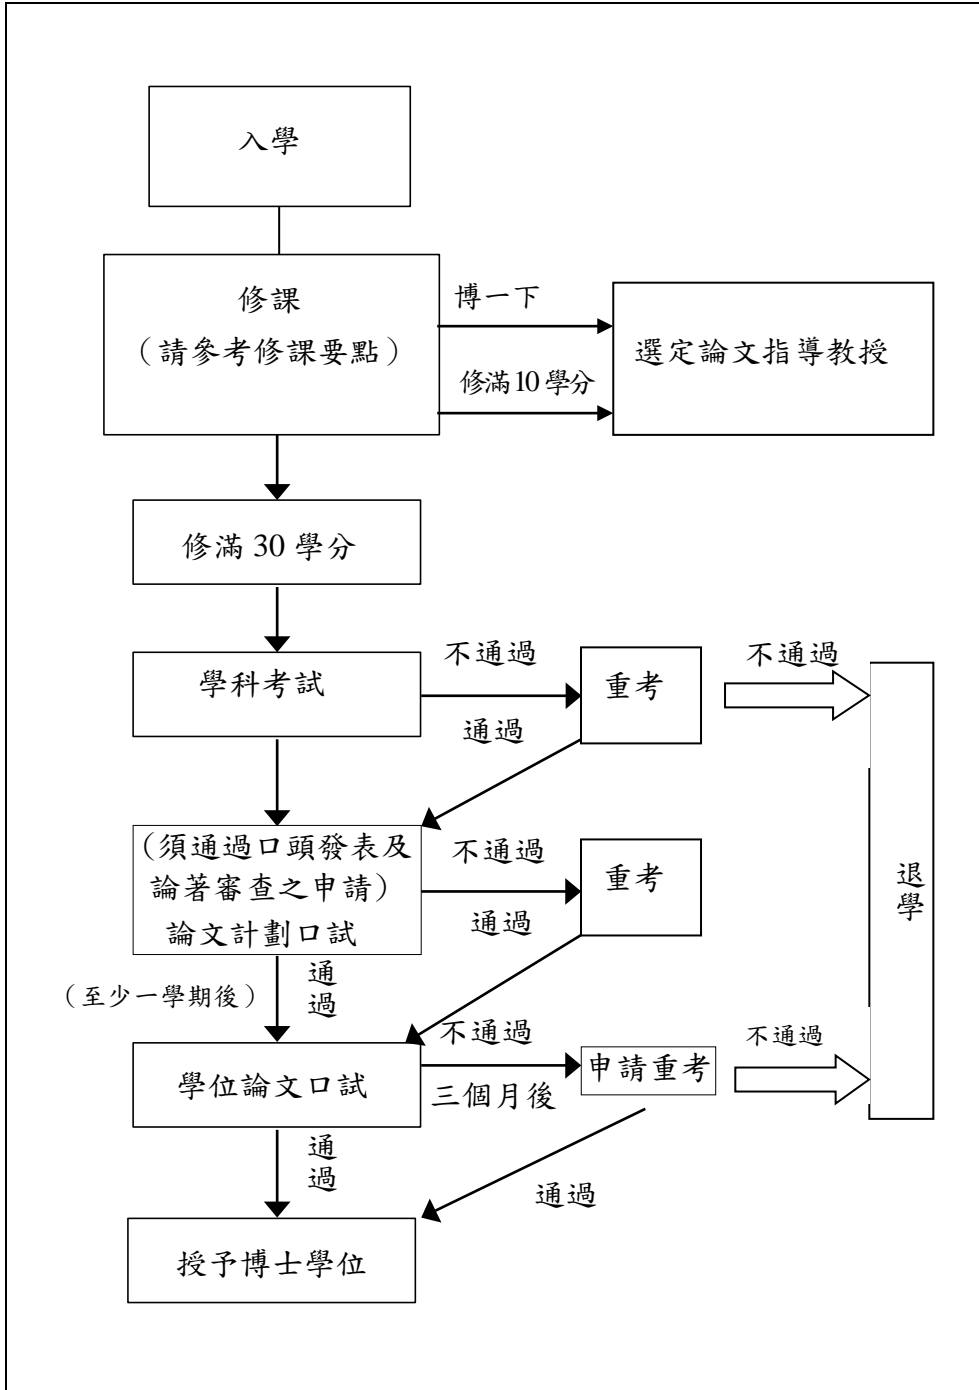 入學
修課
（請參考修課要點）
博一下
修滿10學分
選定論文指導教授
修滿 30 學分
學科考試
不通過
通過
重考
不通過
(須通過口頭發表及
論著審查之申請)
論文計劃口試
不通過
通過
重考
退學
（至少一學期後）
通過
學位論文口試
不通過
三個月後
申請重考
不通過
通過
通過
授予博士學位